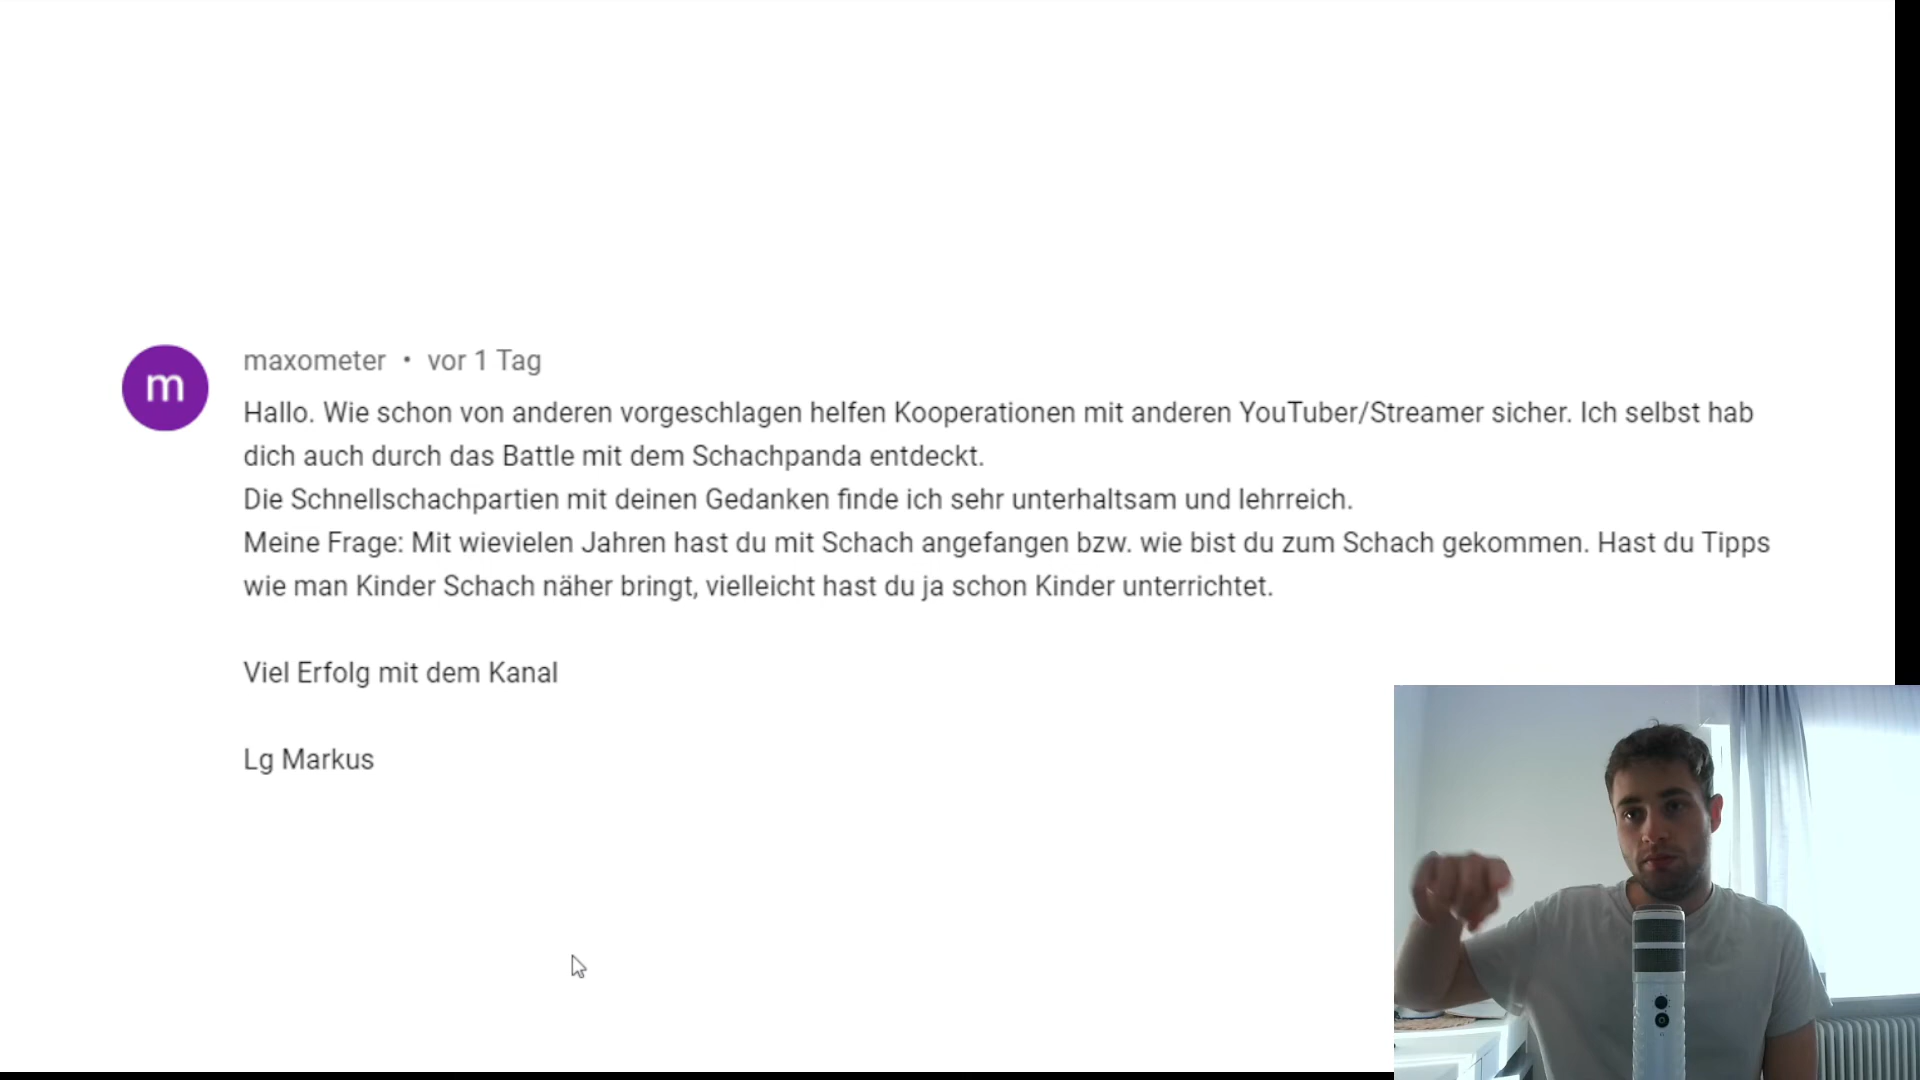 m
maxometer • vor 1 Tag
Hallo. Wie schon von anderen vorgeschlagen helfen Kooperationen mit anderen YouTuber/Streamer sicher. Ich selbst hab
dich auch durch das Battle mit dem Schachpanda entdeckt.
Die Schnellschachpartien mit deinen Gedanken finde ich sehr unterhaltsam und lehrreich.
Meine Frage: Mit wievielen Jahren hast du mit Schach angefangen bzw. wie bist du zum Schach gekommen. Hast du Tipps
wie man Kinder Schach näher bringt, vielleicht hast du ja schon Kinder unterrichtet.
Viel Erfolg mit dem Kanal
Lg Markus